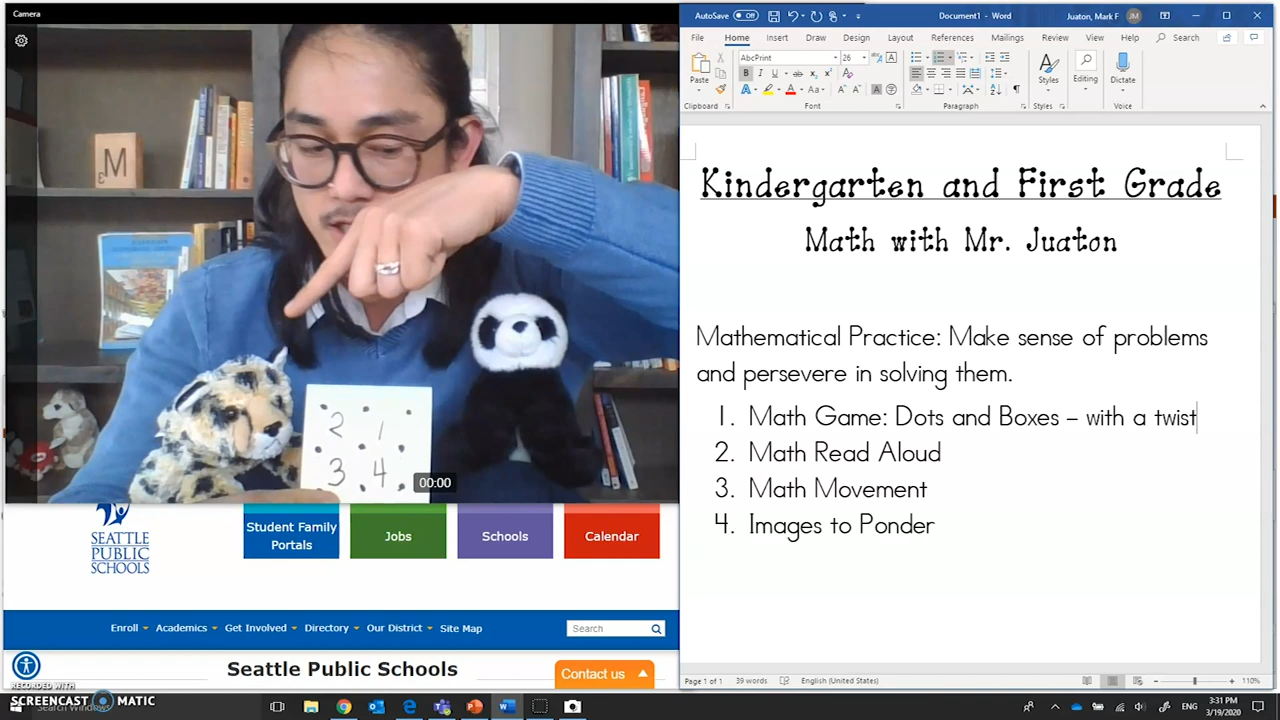 Camera
M
3
2 1
3 4
00:00
SEATTLE
PUBLIC
SCHOOLS
Student Family
Portals
Jobs
Schools
Calendar
Enroll
Academics
Get Involved
Directory
Our District
Site Map
Search
Seattle Public Schools
Contact us
RECORDED WITH
SCREENCAST MATIC
AutoSave Off
Document1 - Word
Juaton, Mark F
JM
File Home Insert Draw Design Layout References Mailings Review View Help Search
AbcPrint 26
Paste
Styles
Editing
Dictate
Clipboard Font Paragraph Styles Voice
Kindergarten and First Grade
Math with Mr. Juaton
Mathematical Practice: Make sense of problems
and persevere in solving them.
1. Math Game: Dots and Boxes – with a twist
2. Math Read Aloud
3. Math Movement
4. Images to Ponder
Page 1 of 1 39 words English (United States) 110%
3:31 PM
3/19/2020